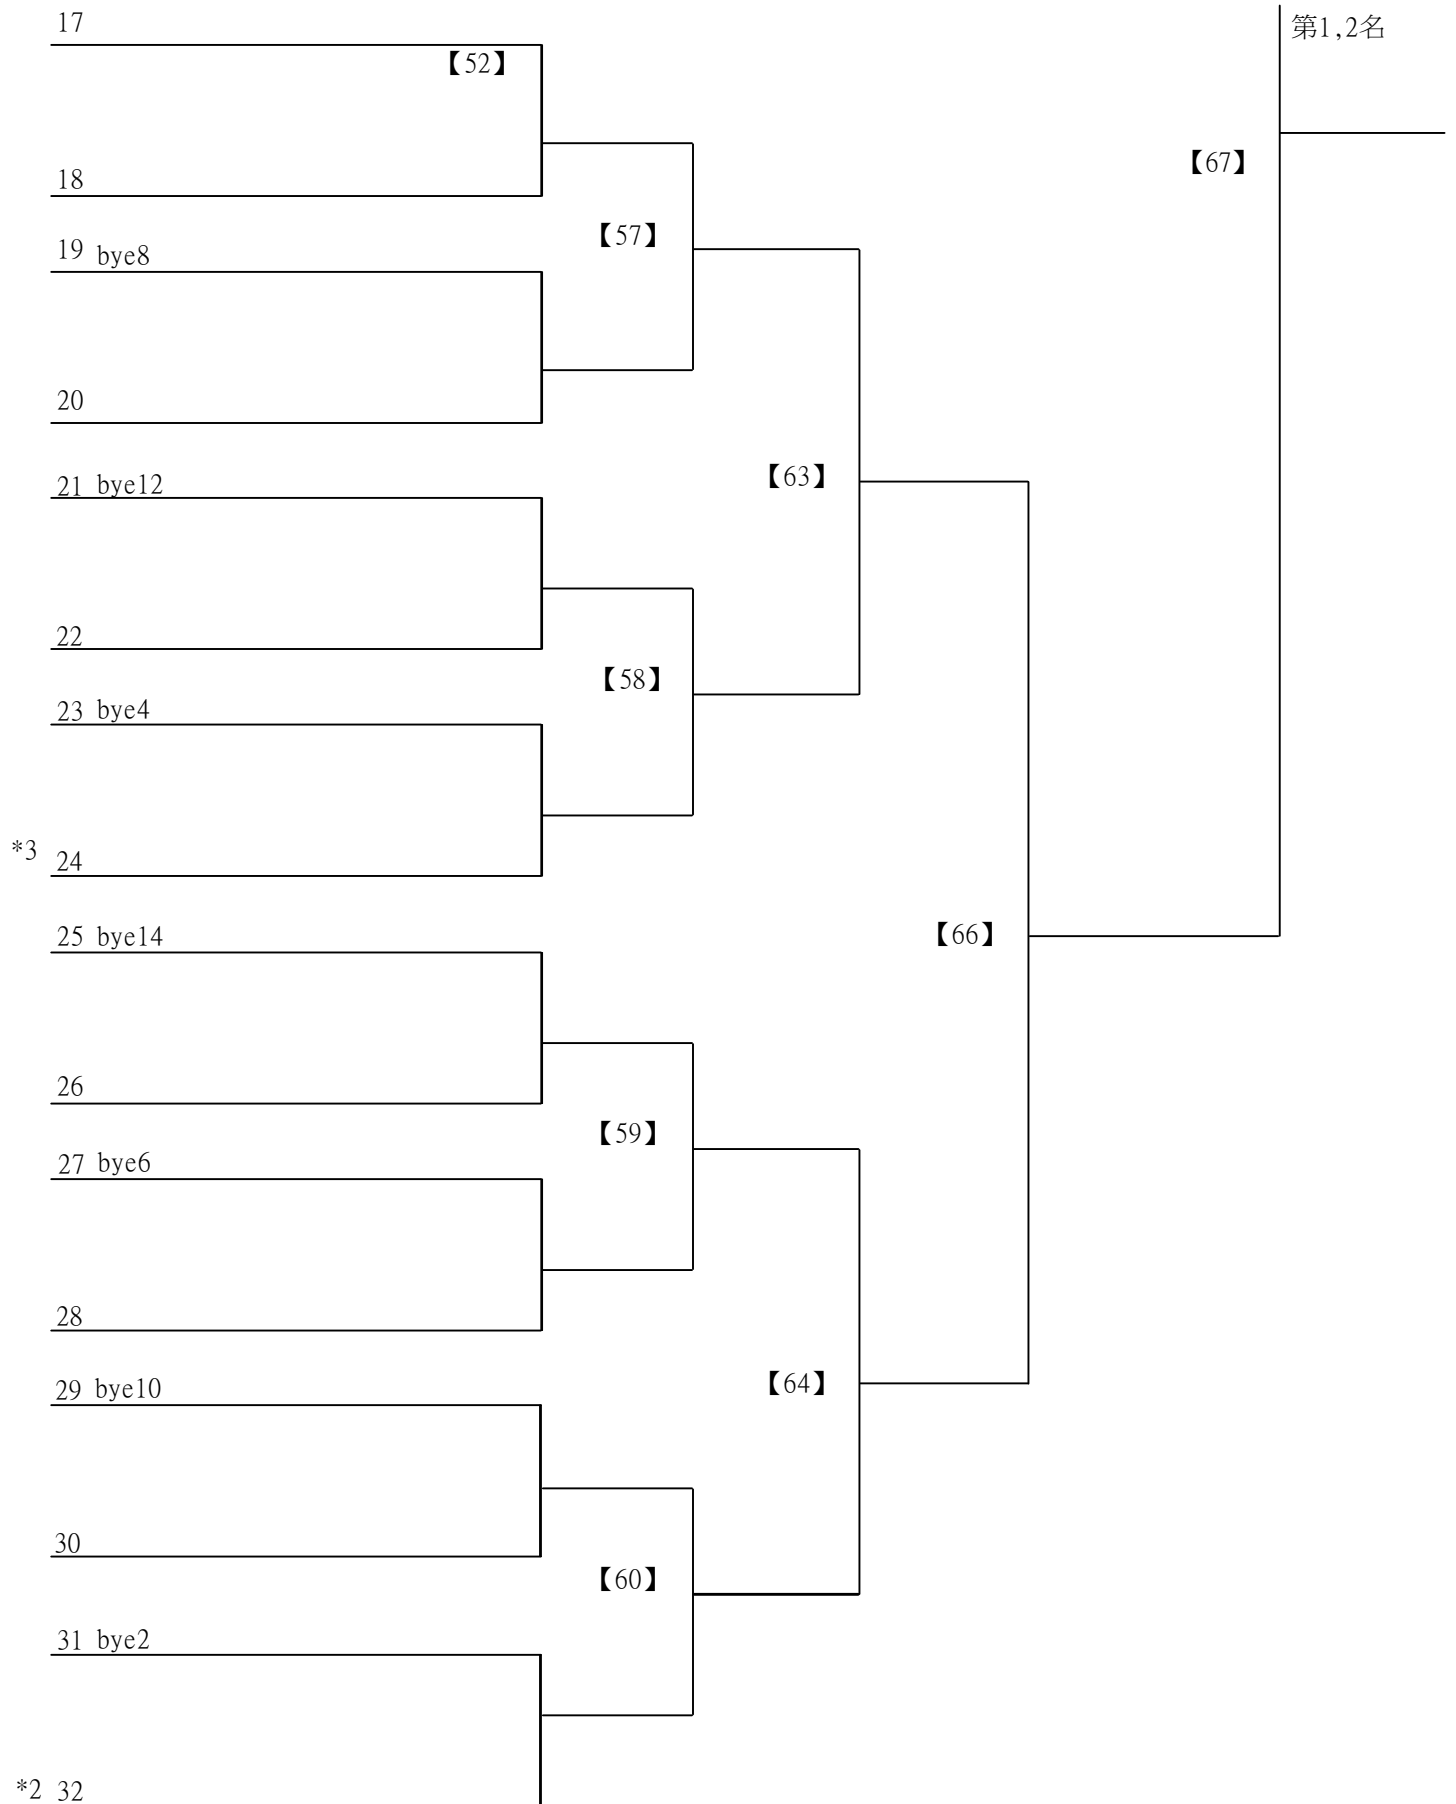 17
第1,2名
【52】
【67】
18
【57】
19 bye8
20
【63】
21 bye12
22
【58】
23 bye4
*3 24
【66】
25 bye14
26
【59】
27 bye6
28
【64】
29 bye10
30
【60】
31 bye2
*2 32